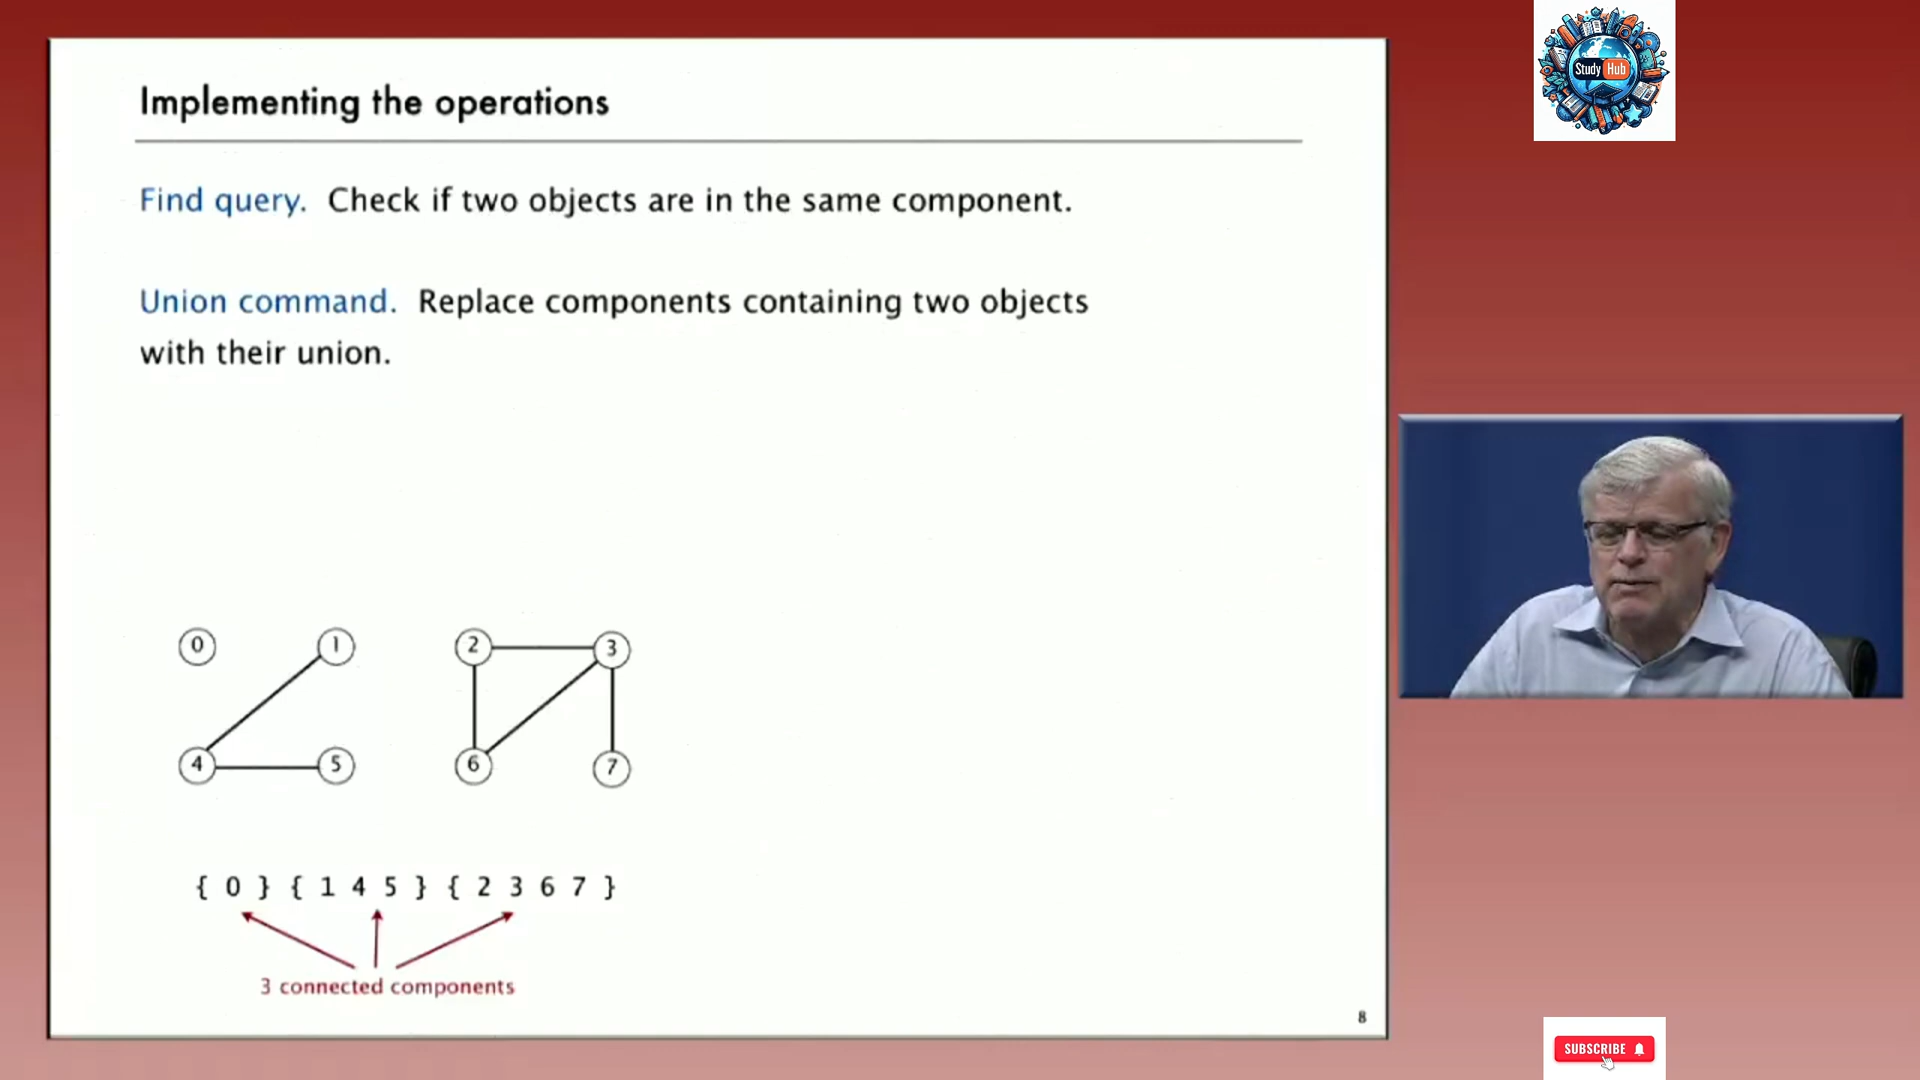 Study Hub
Implementing the operations
Find query. Check if two objects are in the same component.
Union command. Replace components containing two objects
with their union.
0 1 2 3
4 5 6 7
{ 0 } { 1 4 5 } { 2 3 6 7 }
3 connected components
8
SUBSCRIBE